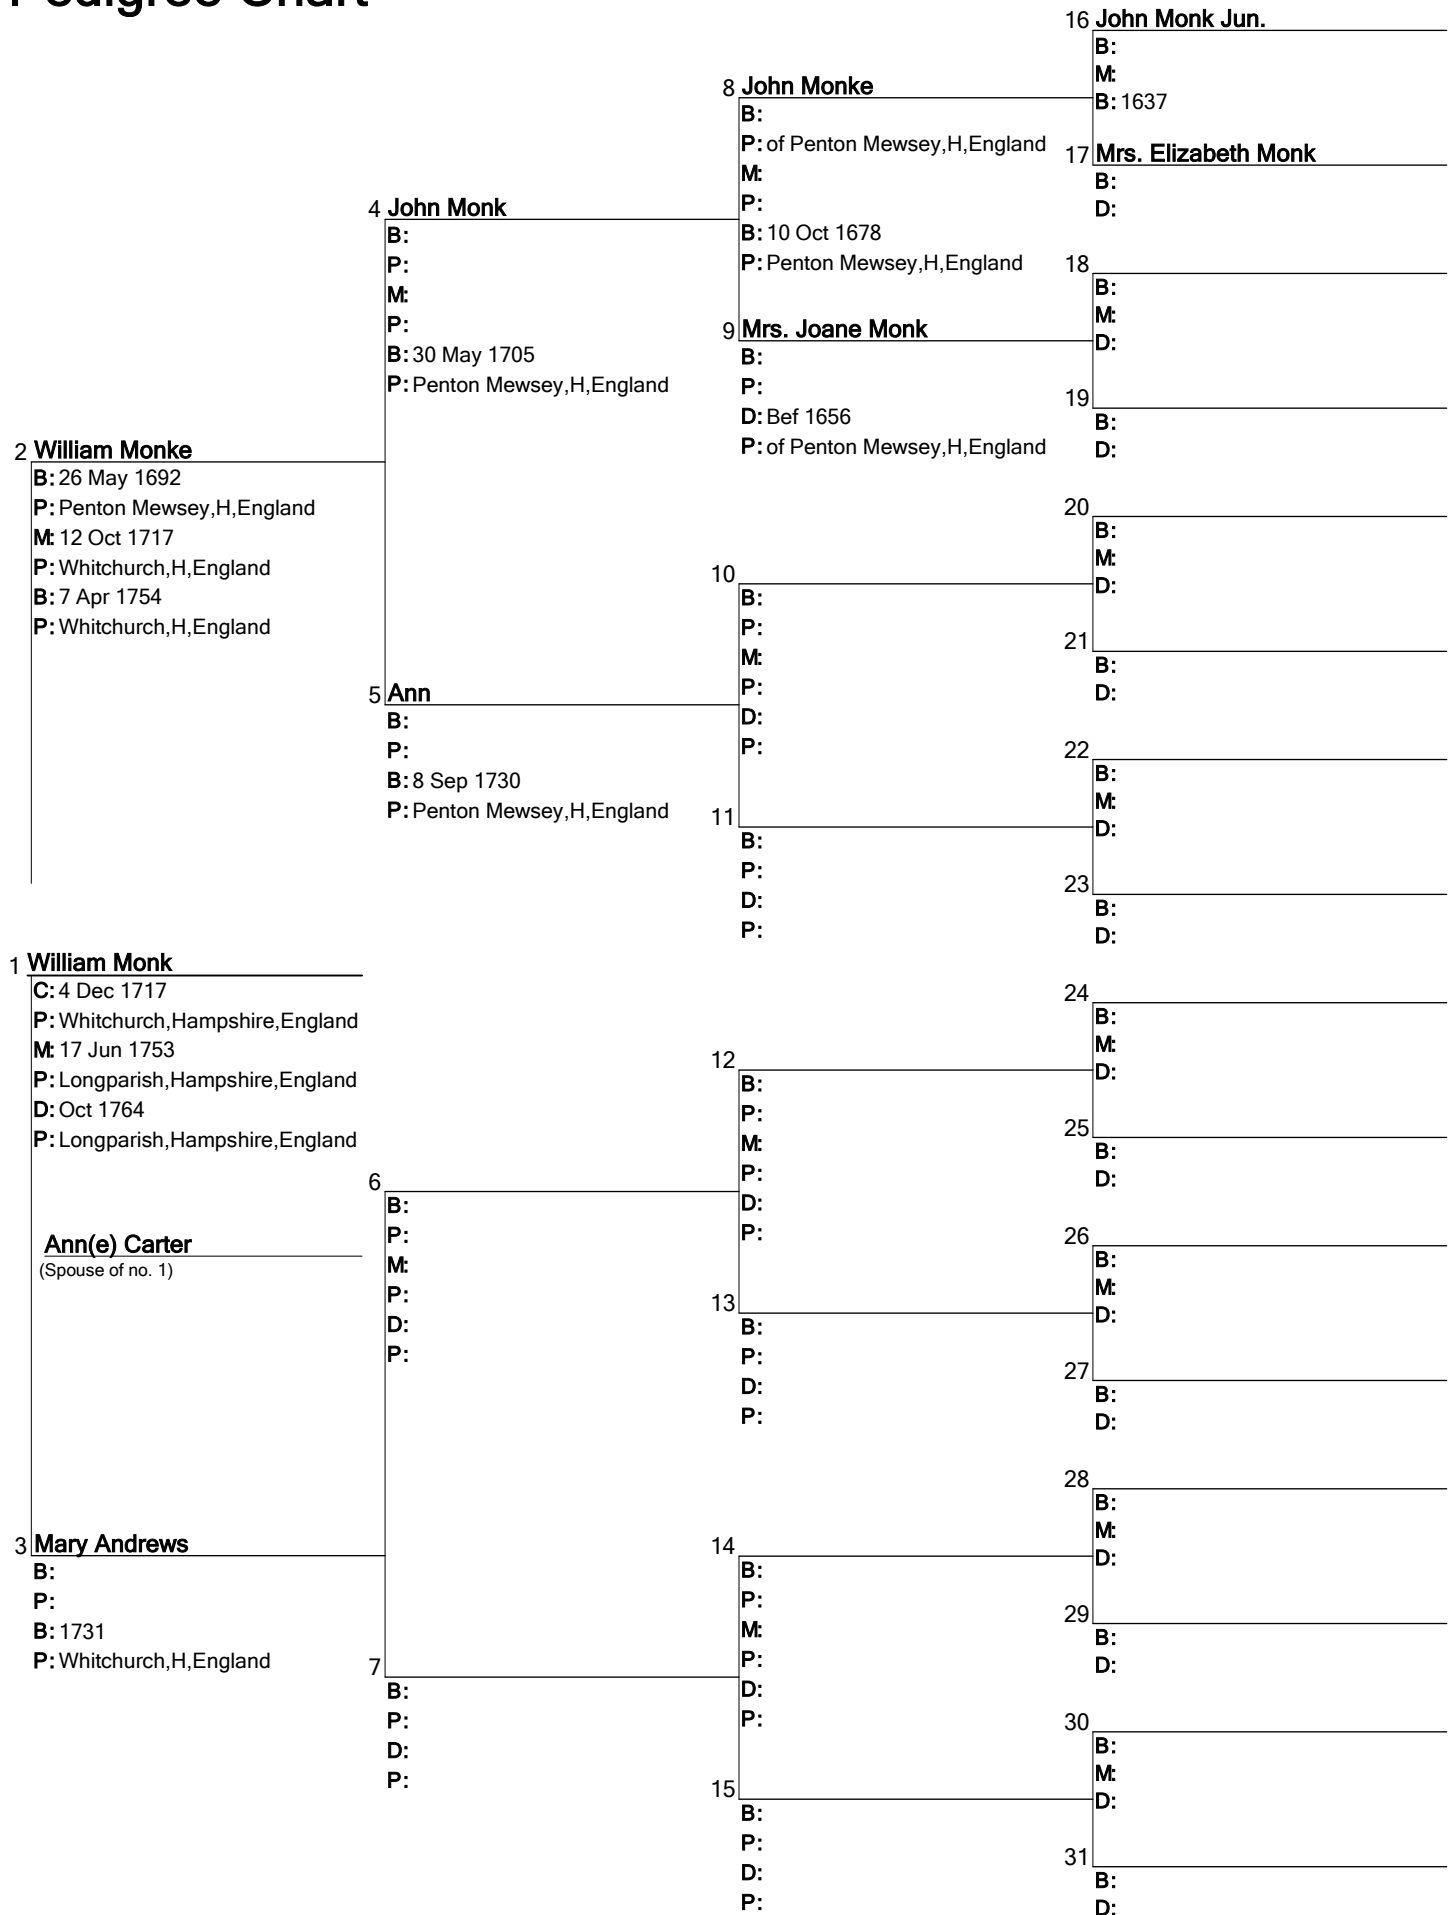 Pedigree Chart
16 John Monk Jun.
B:
M:
B: 1637
8 John Monke
B:
P: of Penton Mewsey,H,England
M:
P:
B: 10 Oct 1678
P: Penton Mewsey,H,England
17 Mrs. Elizabeth Monk
B:
D:
4 John Monk
B:
P:
M:
P:
B: 30 May 1705
P: Penton Mewsey,H,England
18
B:
M:
D:
9 Mrs. Joane Monk
B:
P:
D: Bef 1656
P: of Penton Mewsey,H,England
19
B:
D:
2 William Monke
B: 26 May 1692
P: Penton Mewsey,H,England
M: 12 Oct 1717
P: Whitchurch,H,England
B: 7 Apr 1754
P: Whitchurch,H,England
20
B:
M:
D:
10
B:
P:
M:
P:
D:
P:
21
B:
D:
5 Ann
B:
P:
B: 8 Sep 1730
P: Penton Mewsey,H,England
22
B:
M:
D:
11
B:
P:
D:
P:
23
B:
D:
1 William Monk
C: 4 Dec 1717
P: Whitchurch,Hampshire,England
M: 17 Jun 1753
P: Longparish,Hampshire,England
D: Oct 1764
P: Longparish,Hampshire,England
24
B:
M:
D:
12
B:
P:
M:
P:
D:
P:
25
B:
D:
6
B:
P:
M:
P:
D:
P:
Ann(e) Carter
(Spouse of no. 1)
26
B:
M:
D:
13
B:
P:
D:
P:
27
B:
D:
28
B:
M:
D:
3 Mary Andrews
B:
P:
B: 1731
P: Whitchurch,H,England
14
B:
P:
M:
P:
D:
P:
29
B:
D:
7
B:
P:
D:
P:
30
B:
M:
D:
15
B:
P:
D:
P:
31
B:
D: